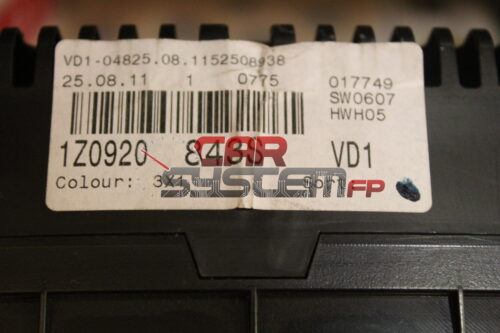 VD1-04825.08.1152508938
25.08.11 1 0775 017749
SW0607
HWH05
1Z0920 VD1
CAR
SYSTEM FP
Colour: 3X1